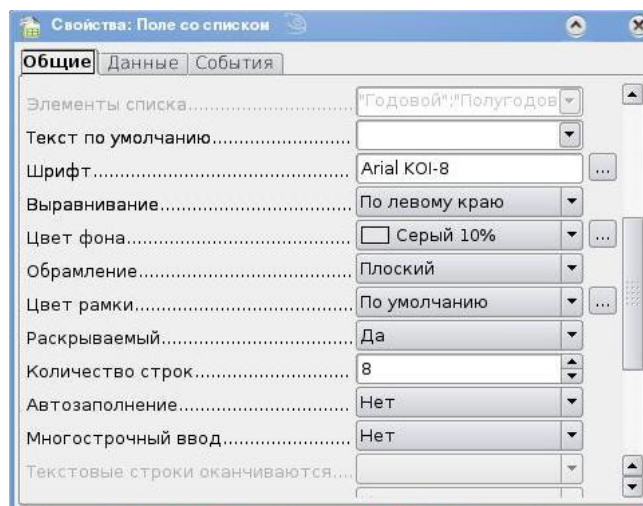 Свойства: Поле со списком
Общие Данные События
Элементы списка "Годовой";"Полугодов
Текст по умолчанию
Шрифт Arial KOI-8 ...
Выравнивание По левому краю
Цвет фона Серый 10% ...
Обрамление Плоский
Цвет рамки По умолчанию ...
Раскрываемый Да
Количество строк 8
Автозаполнение Нет
Многострочный ввод Нет
Текстовые строки оканчиваются